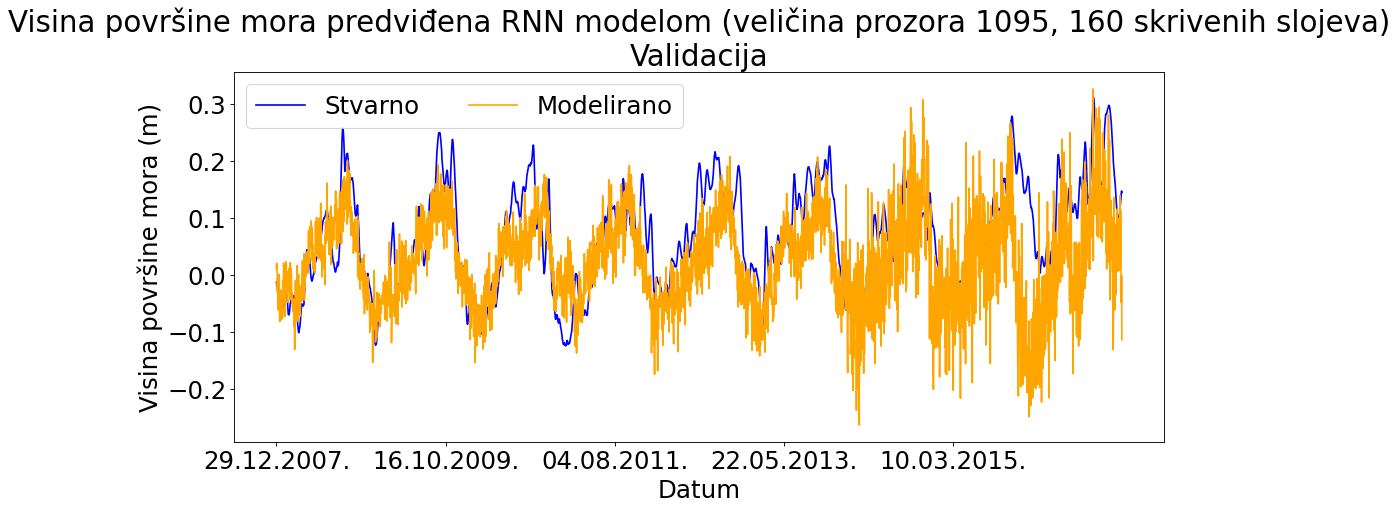 Visina površine mora predviđena RNN modelom (veličina prozora 1095, 160 skrivenih slojeva)
Validacija
Stvarno Modelirano
Visina površine mora (m)
0.3
0.2
0.1
0.0
−0.1
−0.2
29.12.2007. 16.10.2009. 04.08.2011. 22.05.2013. 10.03.2015.
Datum